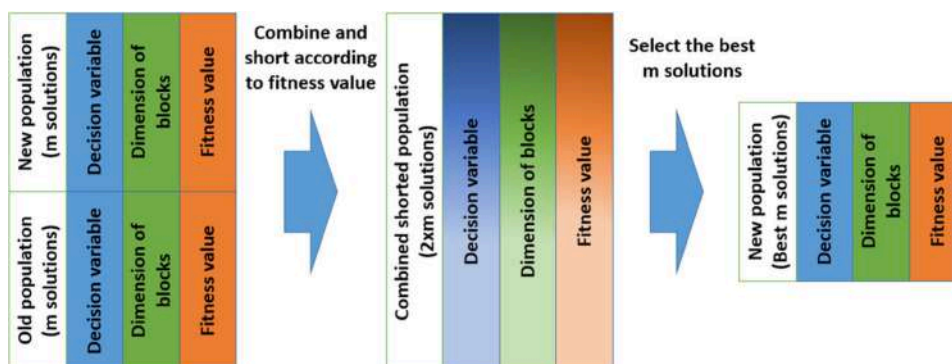 New population
(m solutions)
Decision variable
Dimension of
blocks
Fitness value
Old population
(m solutions)
Decision variable
Dimension of
blocks
Fitness value
Combine and
short according
to fitness value
Combined shorted population
(2xm solutions)
Decision variable
Dimension of blocks
Fitness value
Select the best
m solutions
New population
(Best m solutions)
Decision variable
Dimension of
blocks
Fitness value